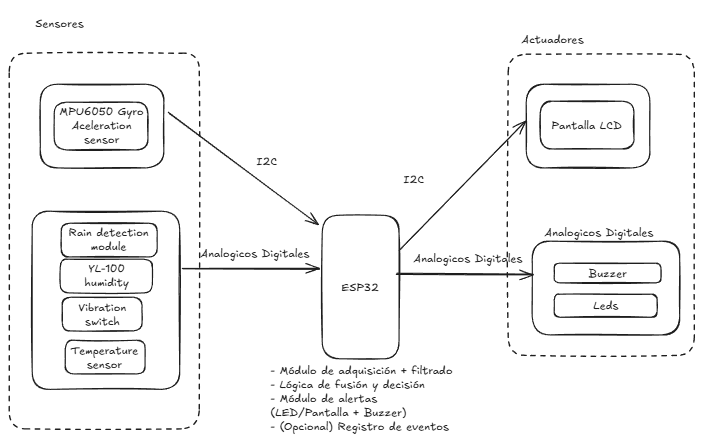 Sensores
Actuadores
MPU6050 Gyro
Aceleration
sensor
I2C
I2C
Pantalla LCD
Rain detection
module
YL-100
humidity
Vibration
switch
Temperature
sensor
Analogicos Digitales
ESP32
Analogicos Digitales
Analogicos Digitales
Buzzer
Leds
- Módulo de adquisición + filtrado
- Lógica de fusión y decisión
- Módulo de alertas
(LED/Pantalla + Buzzer)
- (Opcional) Registro de eventos